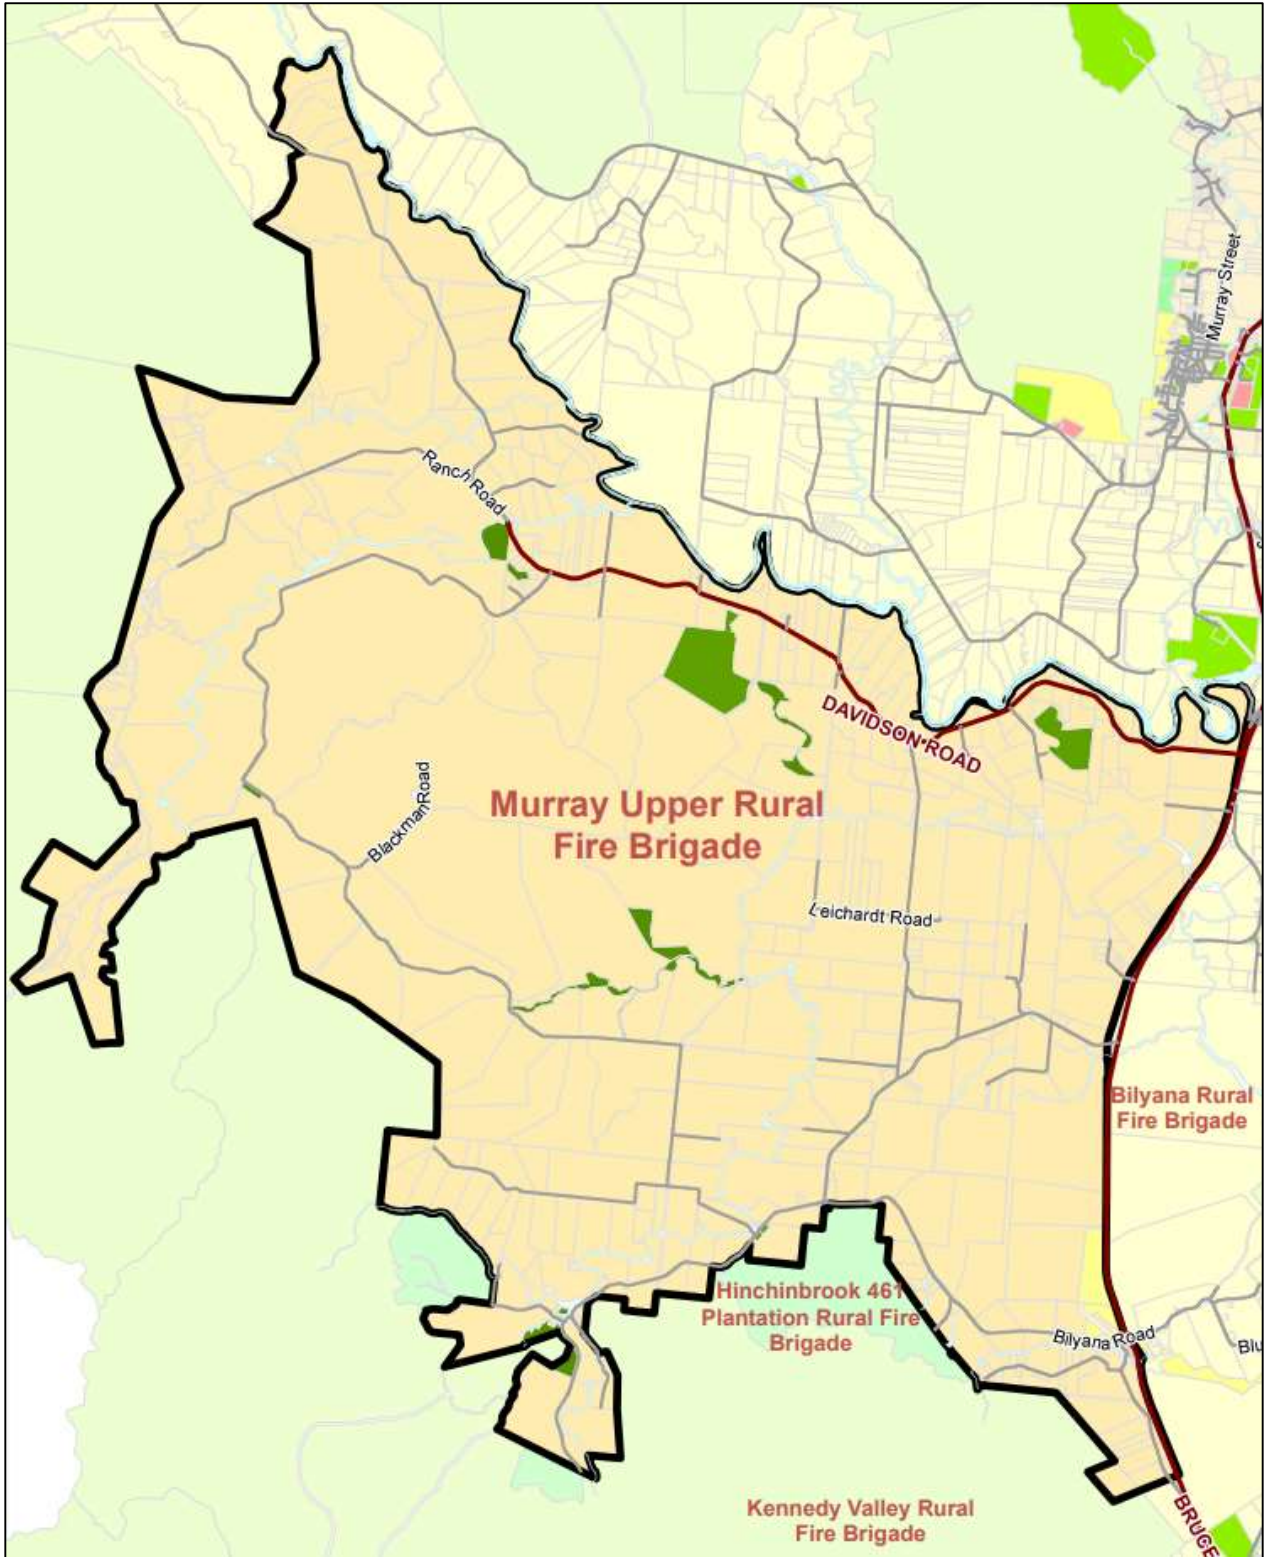 Murray Street
Ranch Road
DAVIDSON ROAD
Murray Upper Rural
Fire Brigade
Blackman Road
Leichardt Road
Bilyana Rural
Fire Brigade
Hinchinbrook 461
Plantation Rural Fire
Brigade
Bilyana Road
Blu
Kennedy Valley Rural
Fire Brigade
BRUCE